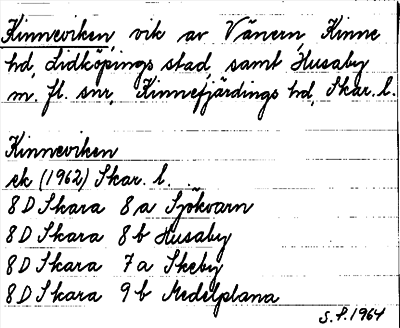 Kinneviken, vik av Vänern, Kinne
hd, Lidköpings stad, samt Husaby
m. fl. snr, Kinnefjärdings hd, Skar. l.
Kinneviken
ek (1962) Skar. l.
8 D Skara 8 a Sjökvarn
8 D Skara 8 b Husaby
8 D Skara 7 a Skeby
8 D Skara 9 b Medelplana
S. P. 1964